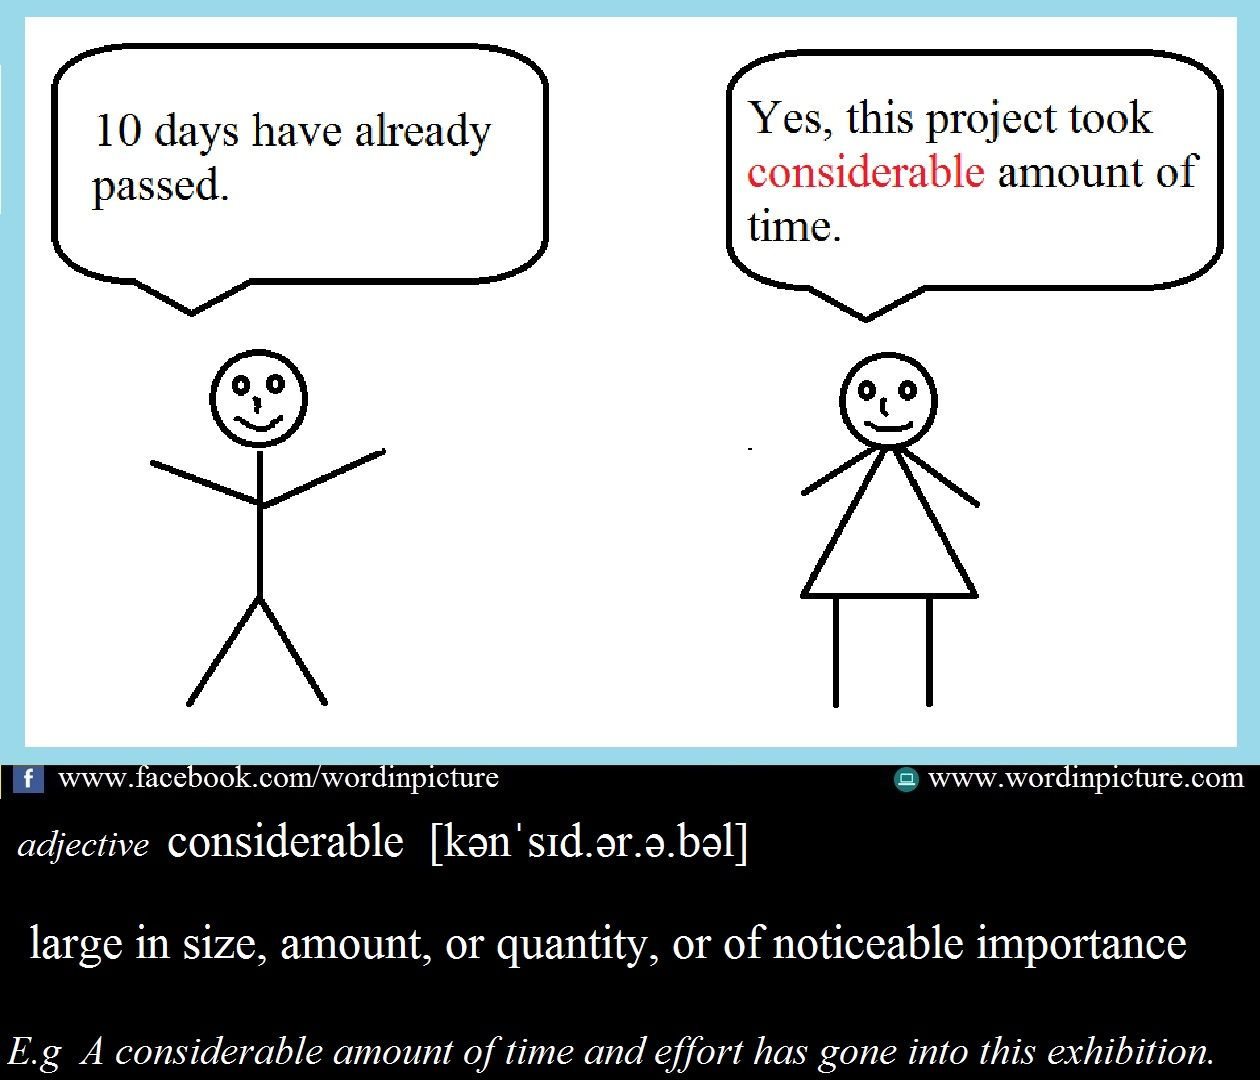 10 days have already
passed.
Yes, this project took
considerable amount of
time.
f www.facebook.com/wordinpicture
www.wordinpicture.com
adjective considerable [kənˈsɪd.ər.ə.bəl]
large in size, amount, or quantity, or of noticeable importance
E.g A considerable amount of time and effort has gone into this exhibition.